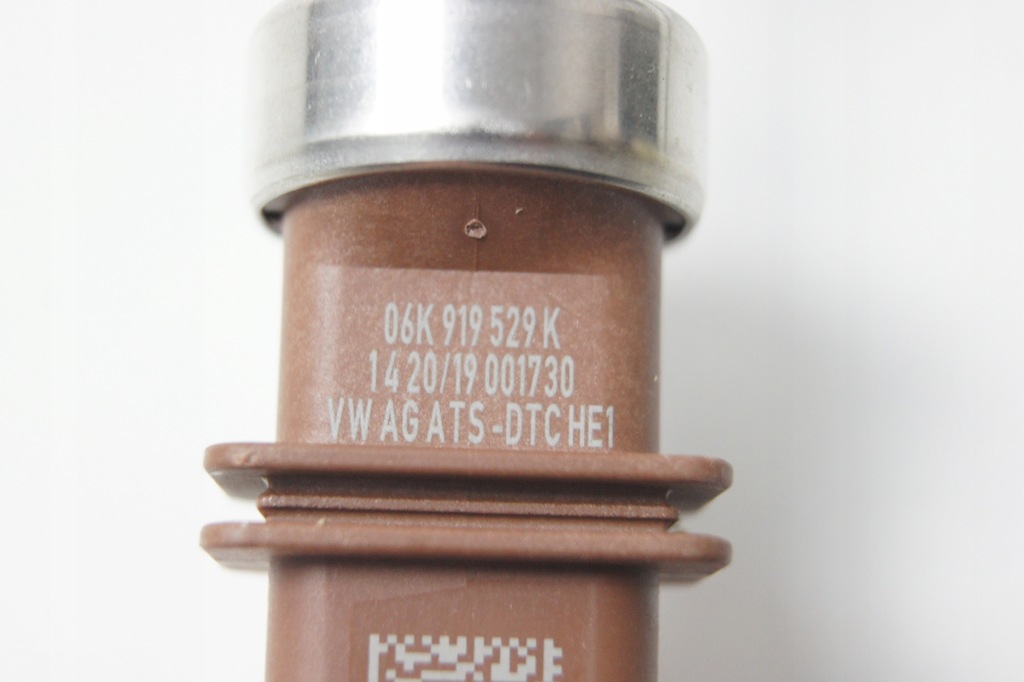 06K 919 529 K
14 20/19 001730
VW AG ATS-DTC HE1